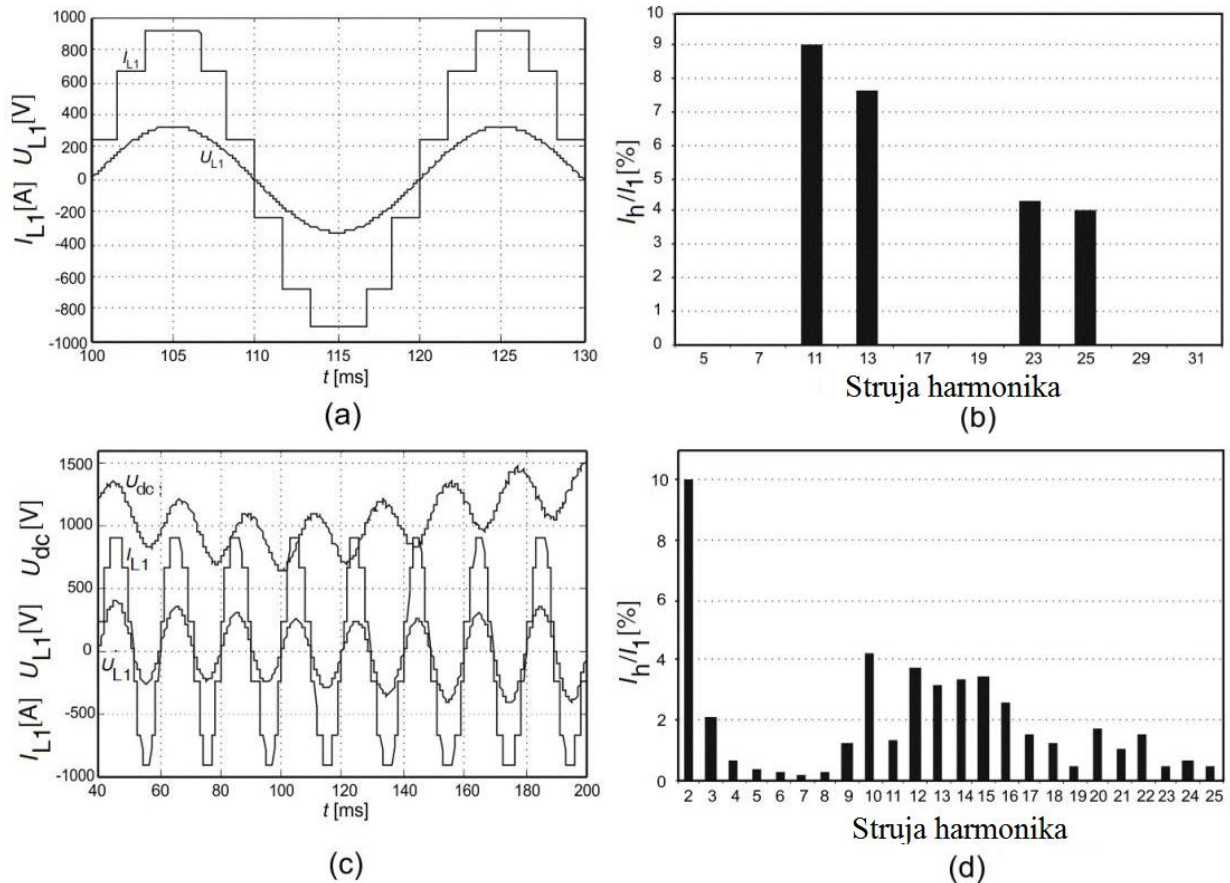 I_L1[A] U_L1[V]
1000
800
600
400
200
0
-200
-400
-600
-800
-1000
I_L1
U_L1
100 105 110 115 120 125 130
t [ms]
(a)
I_h/I_1[%]
10
9
8
7
6
5
4
3
2
1
0
5 7 11 13 17 19 23 25 29 31
Struja harmonika
(b)
I_L1[A] U_L1[V] U_dc[V]
1500
1000
500
0
-500
-1000
U_dc
I_L1
U_L1
40 60 80 100 120 140 160 180 200
t [ms]
(c)
I_h/I_1[%]
10
8
6
4
2
0
2 3 4 5 6 7 8 9 10 11 12 13 14 15 16 17 18 19 20 21 22 23 24 25
Struja harmonika
(d)